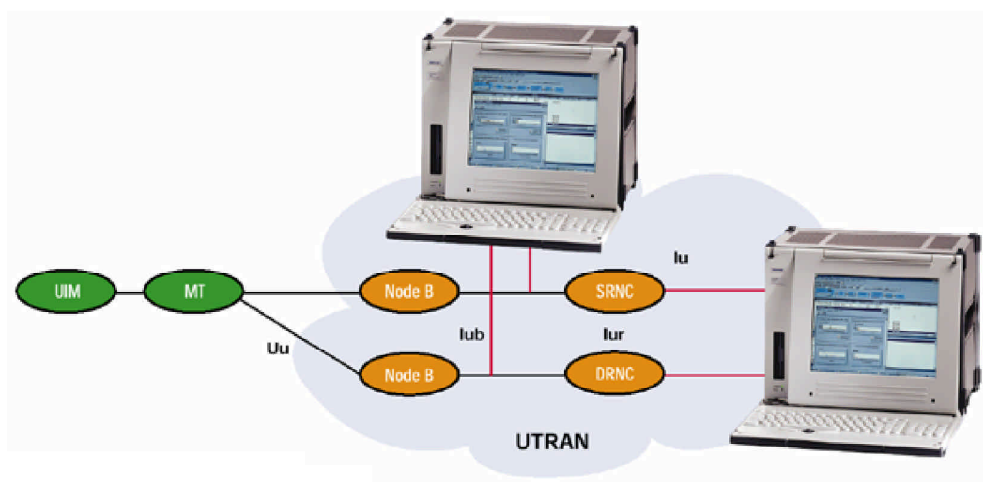 Iu
UIM
MT
Node B
SRNC
Uu
Iub
Iur
Node B
DRNC
UTRAN